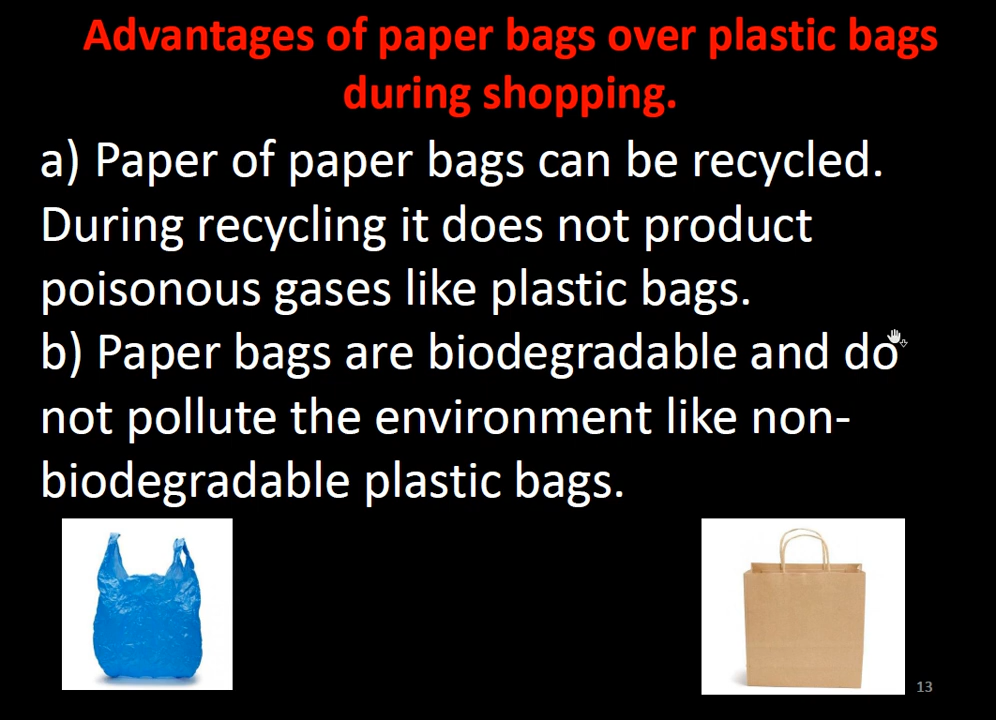 Advantages of paper bags over plastic bags
during shopping.
a) Paper of paper bags can be recycled.
During recycling it does not product
poisonous gases like plastic bags.
b) Paper bags are biodegradable and do
not pollute the environment like non-
biodegradable plastic bags.
13